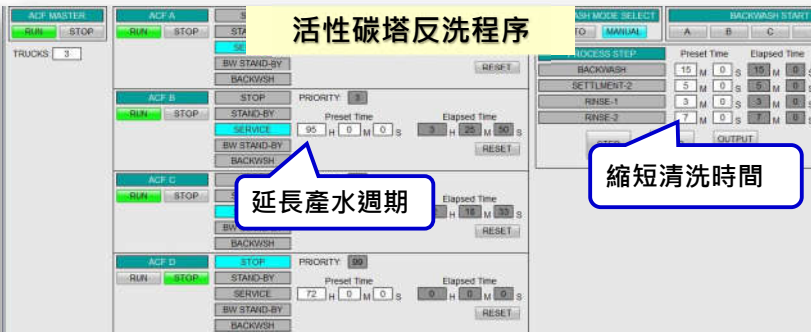 活性碳塔反洗程序
ACF MASTER
RUN STOP
TRUCKS 3
ACF A
RUN STOP
BW STAND-BY
BACKWSH
RESET
ACF B
RUN STOP
STOP
STAND-BY
SERVICE
BW STAND-BY
BACKWSH
PRIORITY 3
Preset Time Elapsed Time
95 H 0 M 0 S 3 H 25 M 50 S
RESET
ACF C
RUN STOP
Elapsed Time
H 18 M 33 S
RESET
BACKWSH
延長產水週期
ACF D
RUN STOP
STOP
STAND-BY
SERVICE
BW STAND-BY
BACKWSH
PRIORITY 99
Preset Time Elapsed Time
72 H 0 M 0 S 0 H 0 M 0 S
RESET
MODE SELECT
MANUAL
BACKWASH START
A B C
PROCESS STEP Preset Time Elapsed Time
BACKWASH 15 M 0 S 15 M 0
SETTLMENT-2 5 M 0 S 5 M 0
RINSE-1 3 M 0 S 3 M 0
RINSE-2 7 M 0 S 7 M 0
OUTPUT
縮短清洗時間